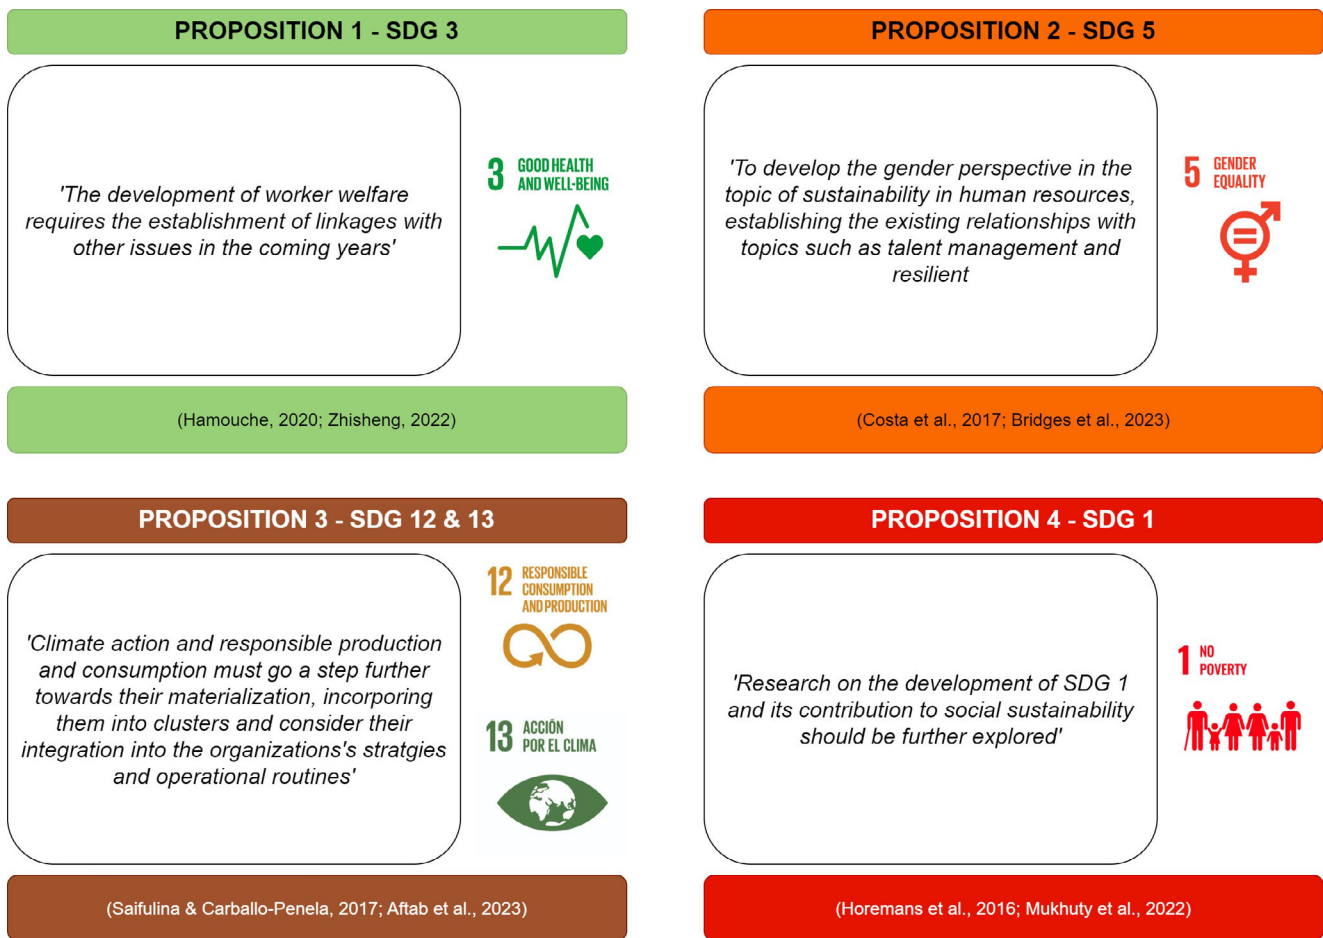 PROPOSITION 1 - SDG 3
'The development of worker welfare
requires the establishment of linkages with
other issues in the coming years'
3 GOOD HEALTH
AND WELL-BEING
(Hamouche, 2020; Zhisheng, 2022)
PROPOSITION 2 - SDG 5
'To develop the gender perspective in the
topic of sustainability in human resources,
establishing the existing relationships with
topics such as talent management and
resilient
5 GENDER
EQUALITY
(Costa et al., 2017; Bridges et al., 2023)
PROPOSITION 3 - SDG 12 & 13
'Climate action and responsible production
and consumption must go a step further
towards their materialization, incorporing
them into clusters and consider their
integration into the organizations's stratgies
and operational routines'
12 RESPONSIBLE
CONSUMPTION
AND PRODUCTION
13 ACCIÓN
POR EL CLIMA
(Saifulina & Carballo-Penela, 2017; Aftab et al., 2023)
PROPOSITION 4 - SDG 1
'Research on the development of SDG 1
and its contribution to social sustainability
should be further explored'
1 NO
POVERTY
(Horemans et al., 2016; Mukhuty et al., 2022)